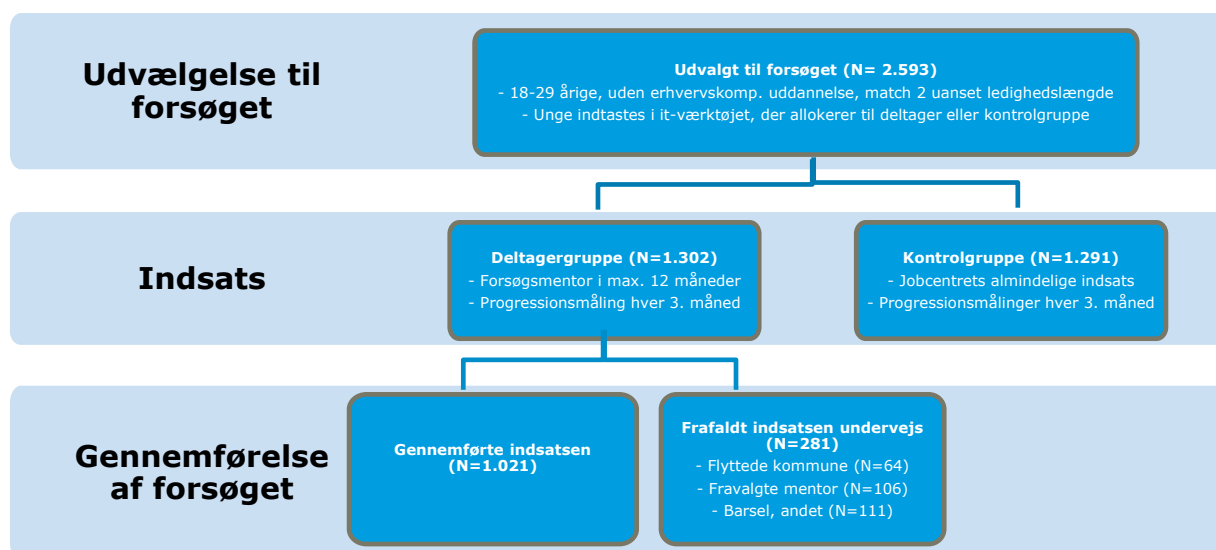 Udvælgelse til
forsøget
Udvalgt til forsøget (N= 2.593)
- 18-29 årige, uden erhvervskomp. uddannelse, match 2 uanset ledighedslængde
- Unge indtastes i it-værktøjet, der allokerer til deltager eller kontrolgruppe
Indsats
Deltagergruppe (N=1.302)
- Forsøgsmentor i max. 12 måneder
- Progressionsmåling hver 3. måned
Kontrolgruppe (N=1.291)
- Jobcentrets almindelige indsats
- Progressionsmålinger hver 3. måned
Gennemførelse
af forsøget
Gennemførte indsatsen
(N=1.021)
Frafaldt indsatsen undervejs
(N=281)
- Flyttede kommune (N=64)
- Fravalgte mentor (N=106)
- Barsel, andet (N=111)